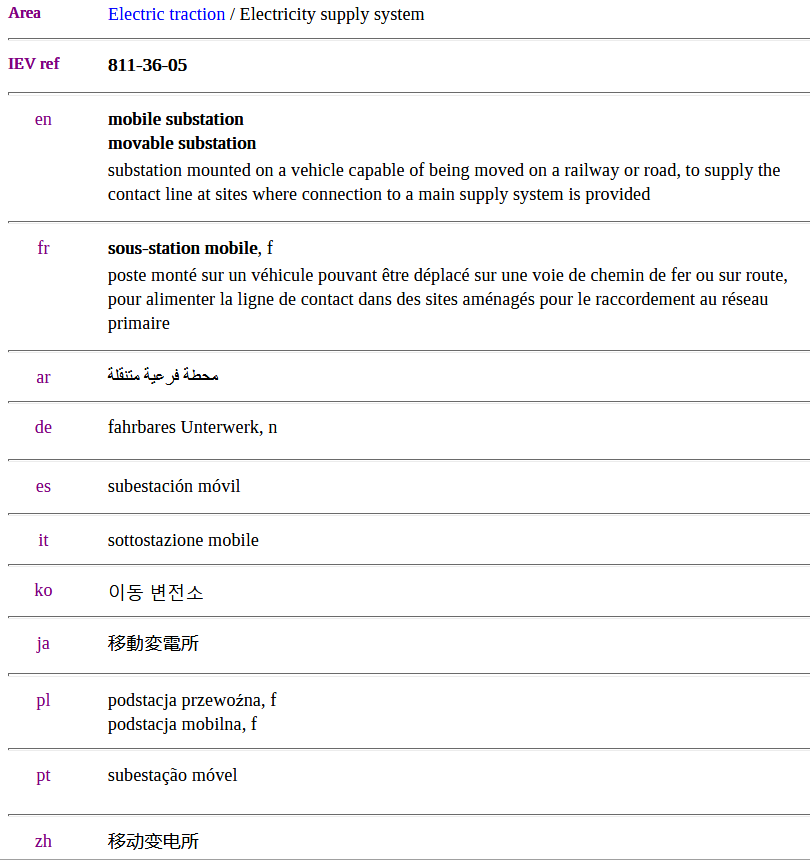 Area Electric traction / Electricity supply system
IEV ref 811-36-05
en mobile substation
movable substation
substation mounted on a vehicle capable of being moved on a railway or road, to supply the
contact line at sites where connection to a main supply system is provided
fr sous-station mobile, f
poste monté sur un véhicule pouvant être déplacé sur une voie de chemin de fer ou sur route,
pour alimenter la ligne de contact dans des sites aménagés pour le raccordement au réseau
primaire
ar محطة فرعية متنقلة
de fahrbares Unterwerk, n
es subestación móvil
it sottostazione mobile
ko 이동 변전소
ja 移動変電所
pl podstacja przewoźna, f
podstacja mobilna, f
pt subestação móvel
zh 移动变电所